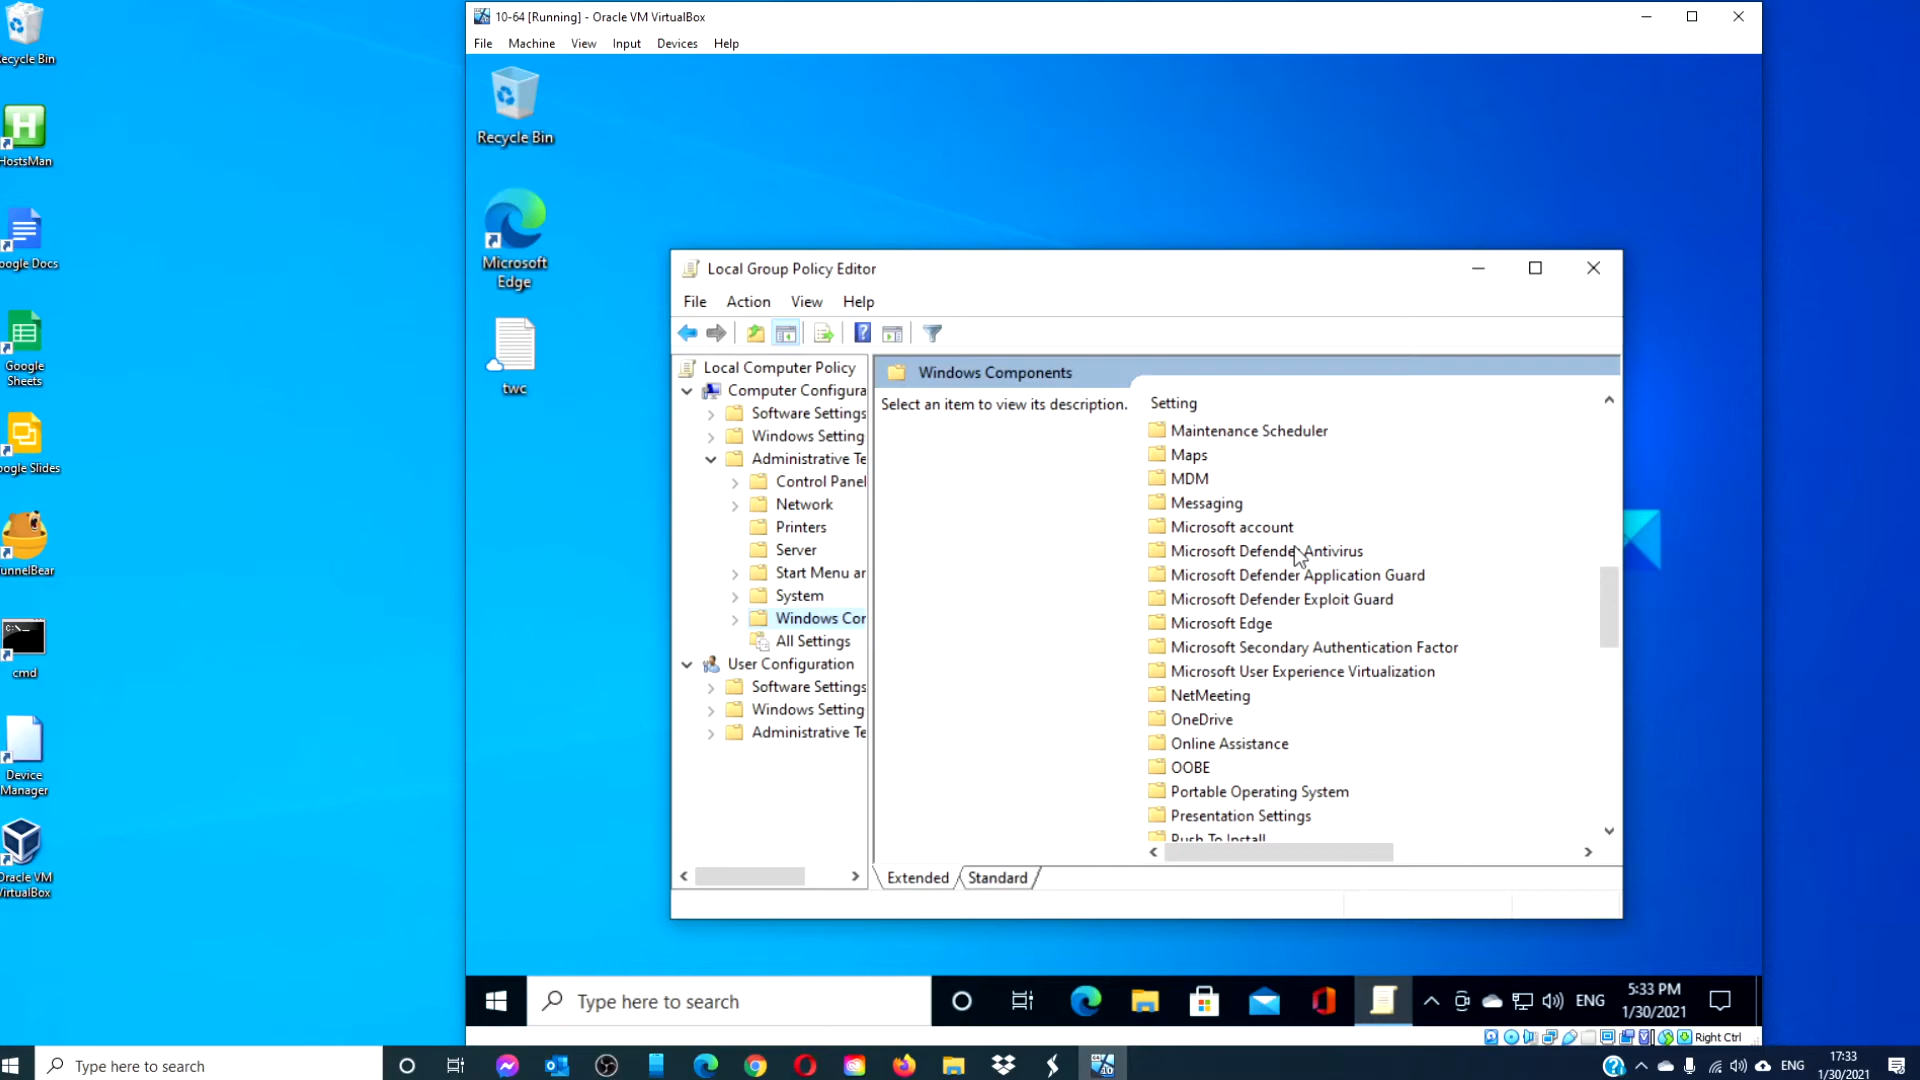 10-64 [Running] - Oracle VM VirtualBox
File Machine View Input Devices Help
ecycle Bin
HostsMan
oogle Docs
Google
Sheets
oogle Slides
unnelBear
cmd
Device
Manager
Oracle VM
VirtualBox
Recycle Bin
Microsoft
Edge
twc
Local Group Policy Editor
File Action View Help
Local Computer Policy
Computer Configura
Software Settings
Windows Setting
Administrative Te
Control Panel
Network
Printers
Server
Start Menu ar
System
Windows Cor
All Settings
User Configuration
Software Settings
Windows Setting
Administrative Te
Windows Components
Select an item to view its description.
Setting
Maintenance Scheduler
Maps
MDM
Messaging
Microsoft account
Microsoft Defender Antivirus
Microsoft Defender Application Guard
Microsoft Defender Exploit Guard
Microsoft Edge
Microsoft Secondary Authentication Factor
Microsoft User Experience Virtualization
NetMeeting
OneDrive
Online Assistance
OOBE
Portable Operating System
Presentation Settings
Push To Install
Extended Standard
Type here to search
ENG
5:33 PM
1/30/2021
Right Ctrl
Type here to search
ENG
17:33
1/30/2021